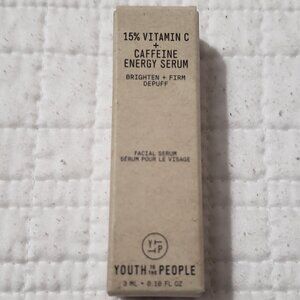 15% VITAMIN C
+
CAFFEINE
ENERGY SERUM
BRIGHTEN + FIRM
DEPUFF
FACIAL SERUM
SÉRUM POUR LE VISAGE
YTTP
YOUTH TO THE PEOPLE
3 ML • 0.10 FL OZ